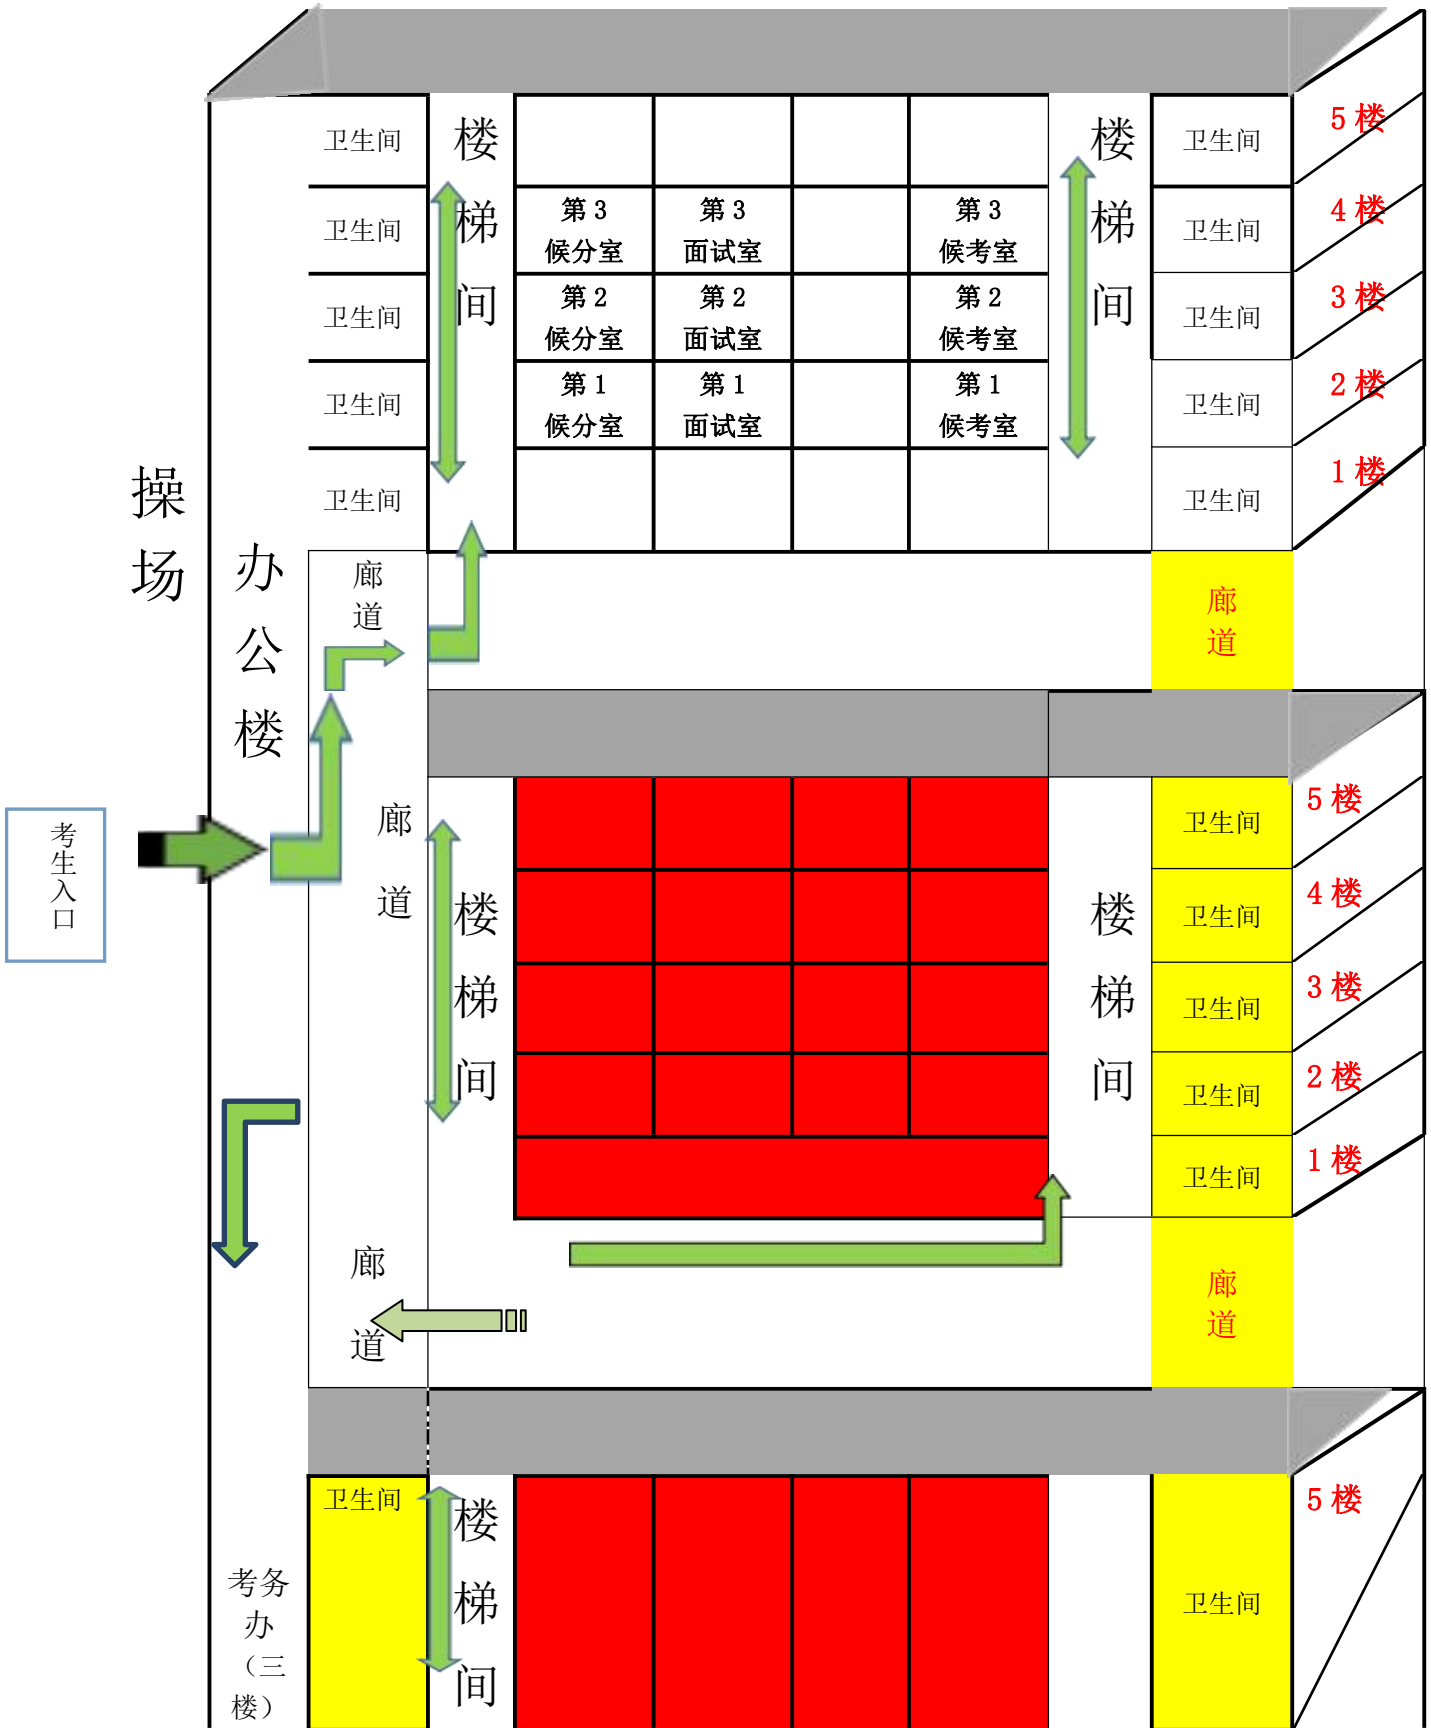 卫生间
楼梯间
楼梯间
卫生间
5楼
卫生间
第3
候分室
第3
面试室
第3
候考室
卫生间
4楼
卫生间
第2
候分室
第2
面试室
第2
候考室
卫生间
3楼
卫生间
第1
候分室
第1
面试室
第1
候考室
卫生间
2楼
卫生间
卫生间
1楼
操场
办公楼
廊道
廊道
考生入口
廊道
楼梯间
楼梯间
卫生间
5楼
卫生间
4楼
卫生间
3楼
卫生间
2楼
卫生间
1楼
廊道
廊道
卫生间
楼梯间
5楼
卫生间
考务
办
（三
楼）